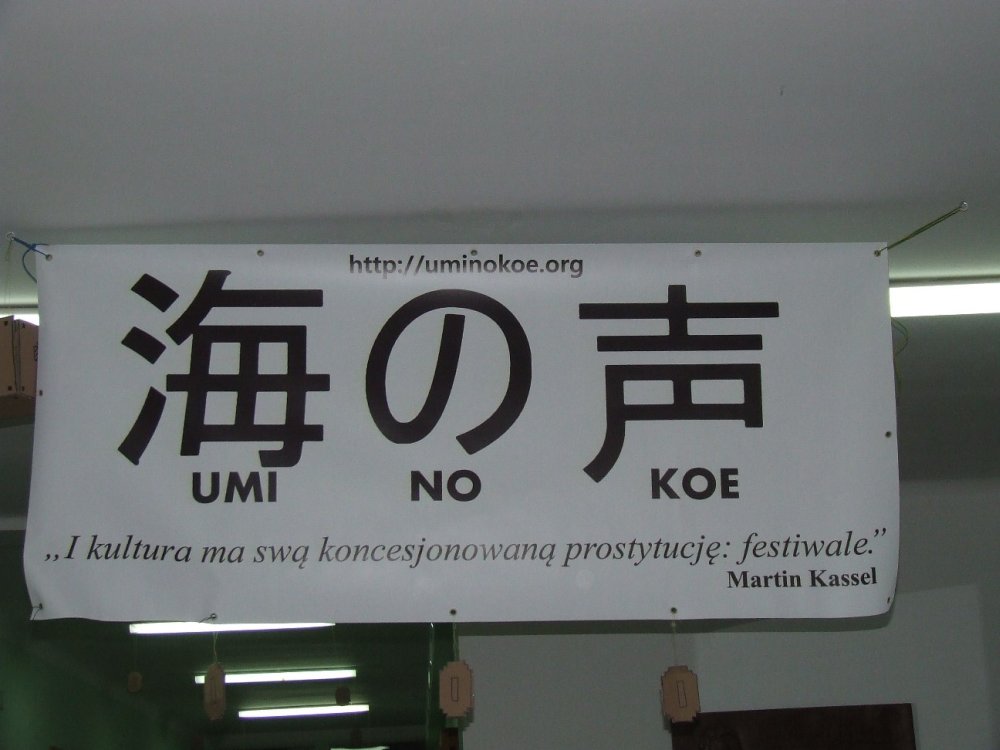 http://uminokoe.org
海の声
UMI NO KOE
„I kultura ma swą koncesjonowaną prostytucję: festiwale.”
Martin Kassel